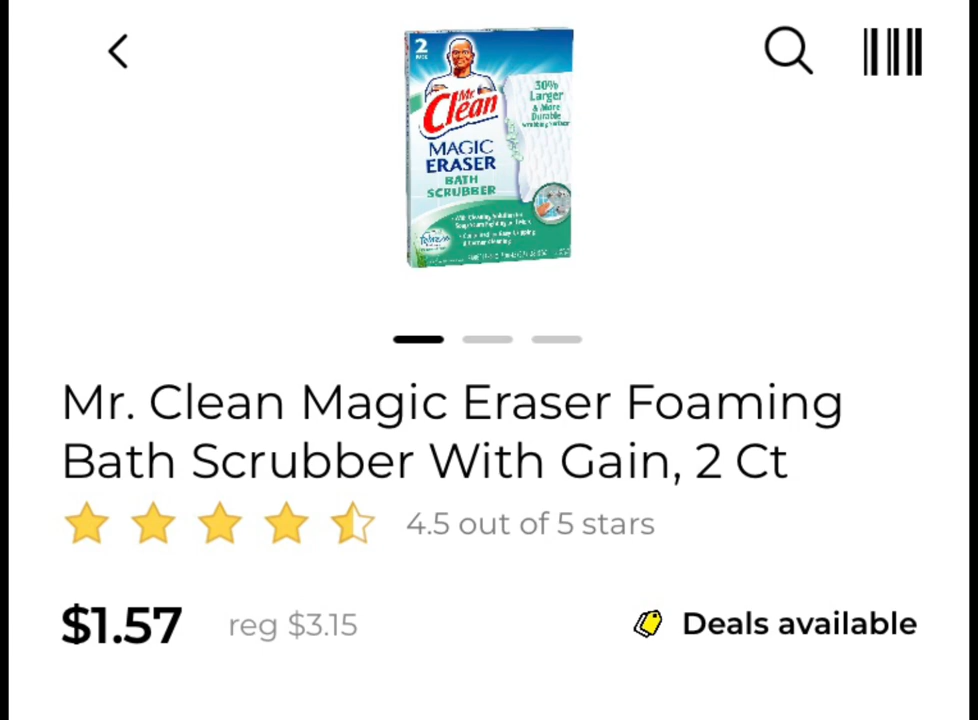 2
Mr.
Clean
MAGIC
ERASER
BATH
SCRUBBER
30%
Larger
& More
Durable
Febreze
Mr. Clean Magic Eraser Foaming
Bath Scrubber With Gain, 2 Ct
4.5 out of 5 stars
$1.57 reg $3.15 Deals available